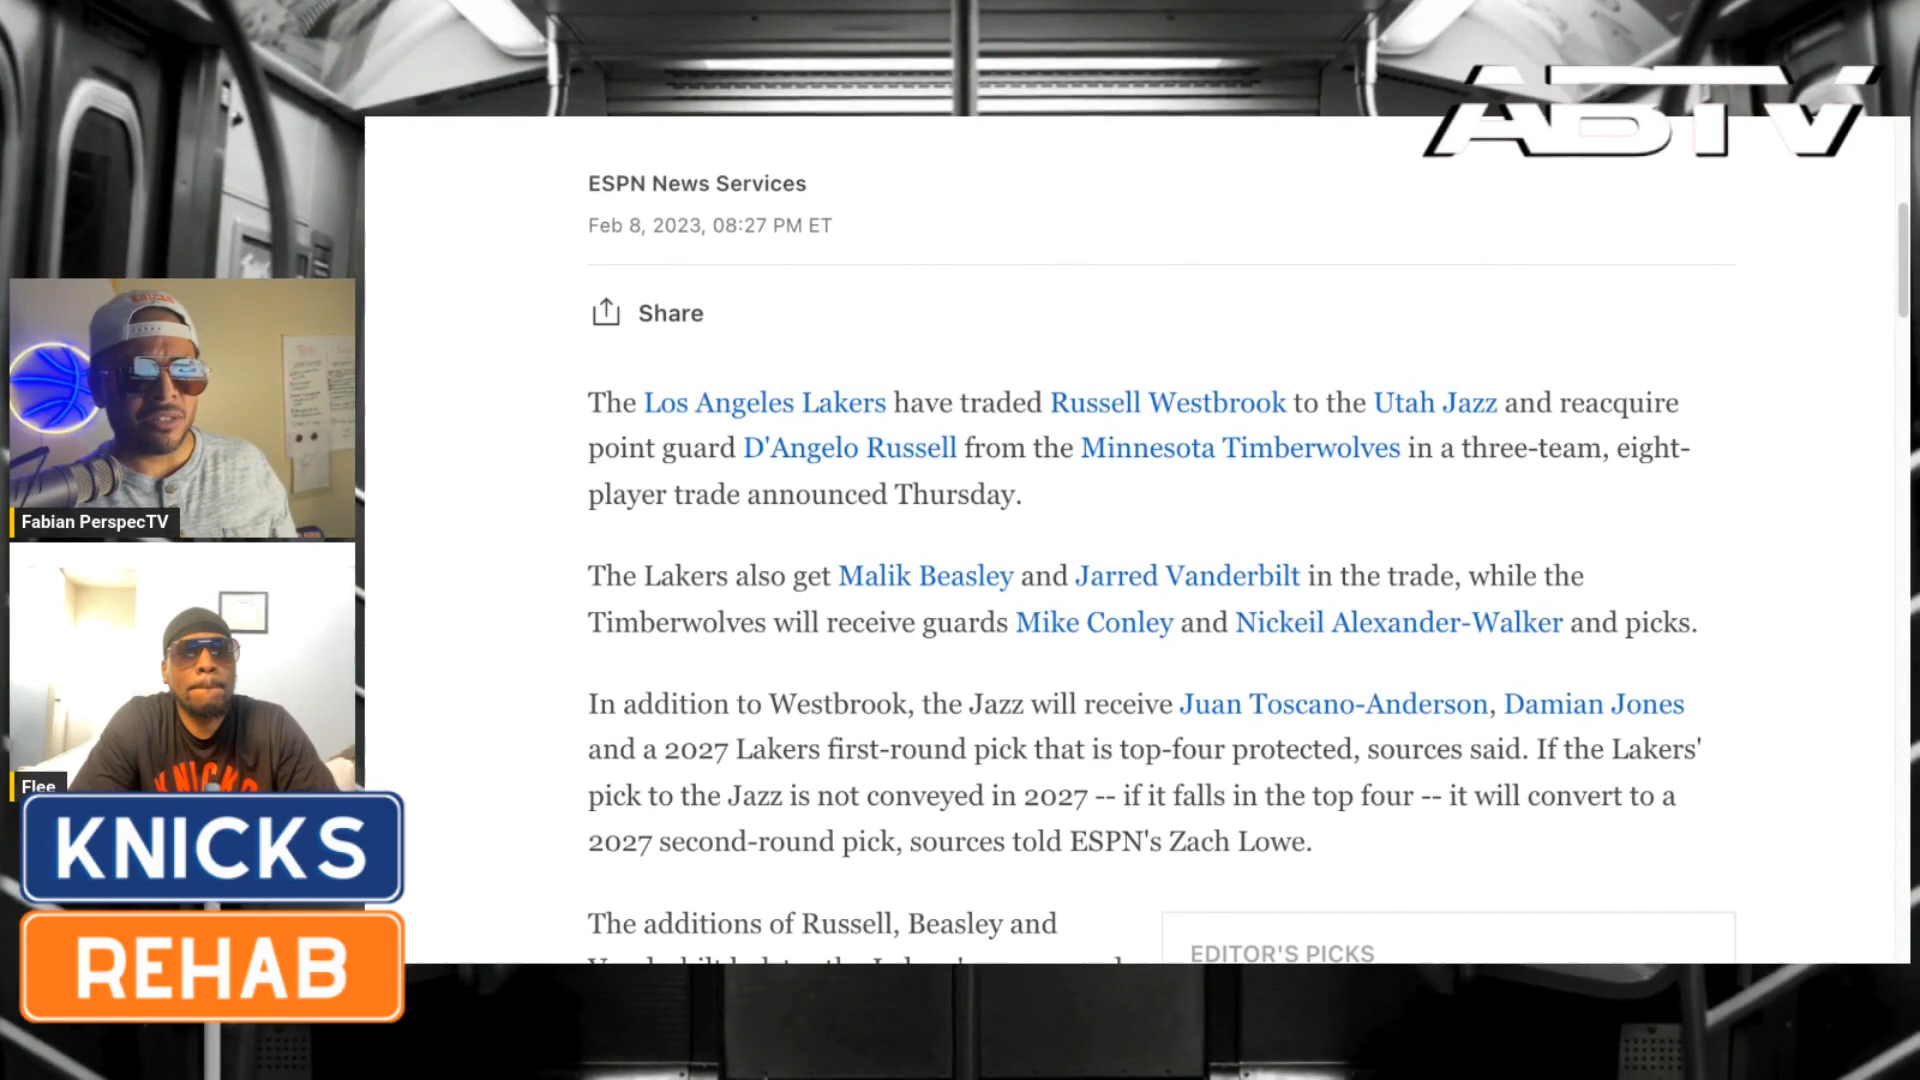 ABTV
ESPN News Services
Feb 8, 2023, 08:27 PM ET
Share
The Los Angeles Lakers have traded Russell Westbrook to the Utah Jazz and reacquire
point guard D'Angelo Russell from the Minnesota Timberwolves in a three-team, eight-
player trade announced Thursday.
The Lakers also get Malik Beasley and Jarred Vanderbilt in the trade, while the
Timberwolves will receive guards Mike Conley and Nickeil Alexander-Walker and picks.
In addition to Westbrook, the Jazz will receive Juan Toscano-Anderson, Damian Jones
and a 2027 Lakers first-round pick that is top-four protected, sources said. If the Lakers'
pick to the Jazz is not conveyed in 2027 -- if it falls in the top four -- it will convert to a
2027 second-round pick, sources told ESPN's Zach Lowe.
The additions of Russell, Beasley and
EDITOR'S PICKS
Fabian PerspecTV
KNICKS
Flee
KNICKS
REHAB